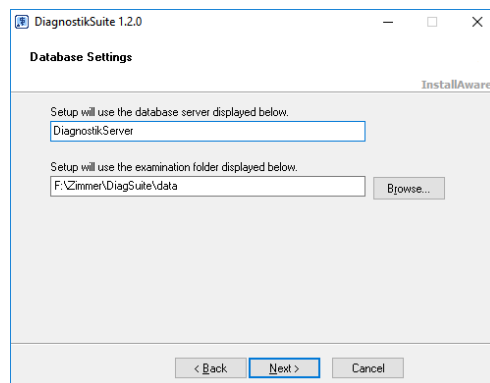 DiagnostikSuite 1.2.0
Database Settings
InstallAware
Setup will use the database server displayed below.
DiagnostikServer
Setup will use the examination folder displayed below.
F:\Zimmer\DiagSuite\data
Browse...
< Back
Next >
Cancel